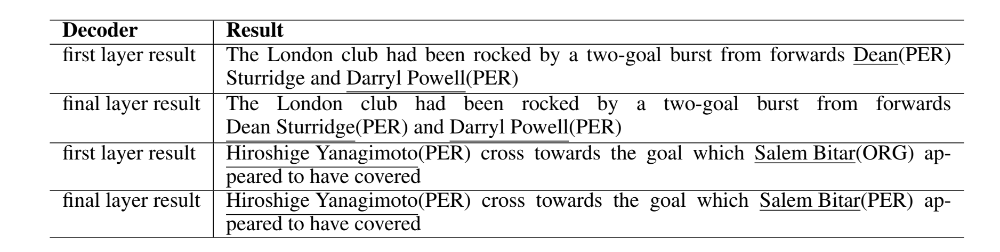 Decoder Result
first layer result The London club had been rocked by a two-goal burst from forwards Dean(PER)
Sturridge and Darryl Powell(PER)
final layer result The London club had been rocked by a two-goal burst from forwards
Dean Sturridge(PER) and Darryl Powell(PER)
first layer result Hiroshige Yanagimoto(PER) cross towards the goal which Salem Bitar(ORG) ap-
peared to have covered
final layer result Hiroshige Yanagimoto(PER) cross towards the goal which Salem Bitar(PER) ap-
peared to have covered